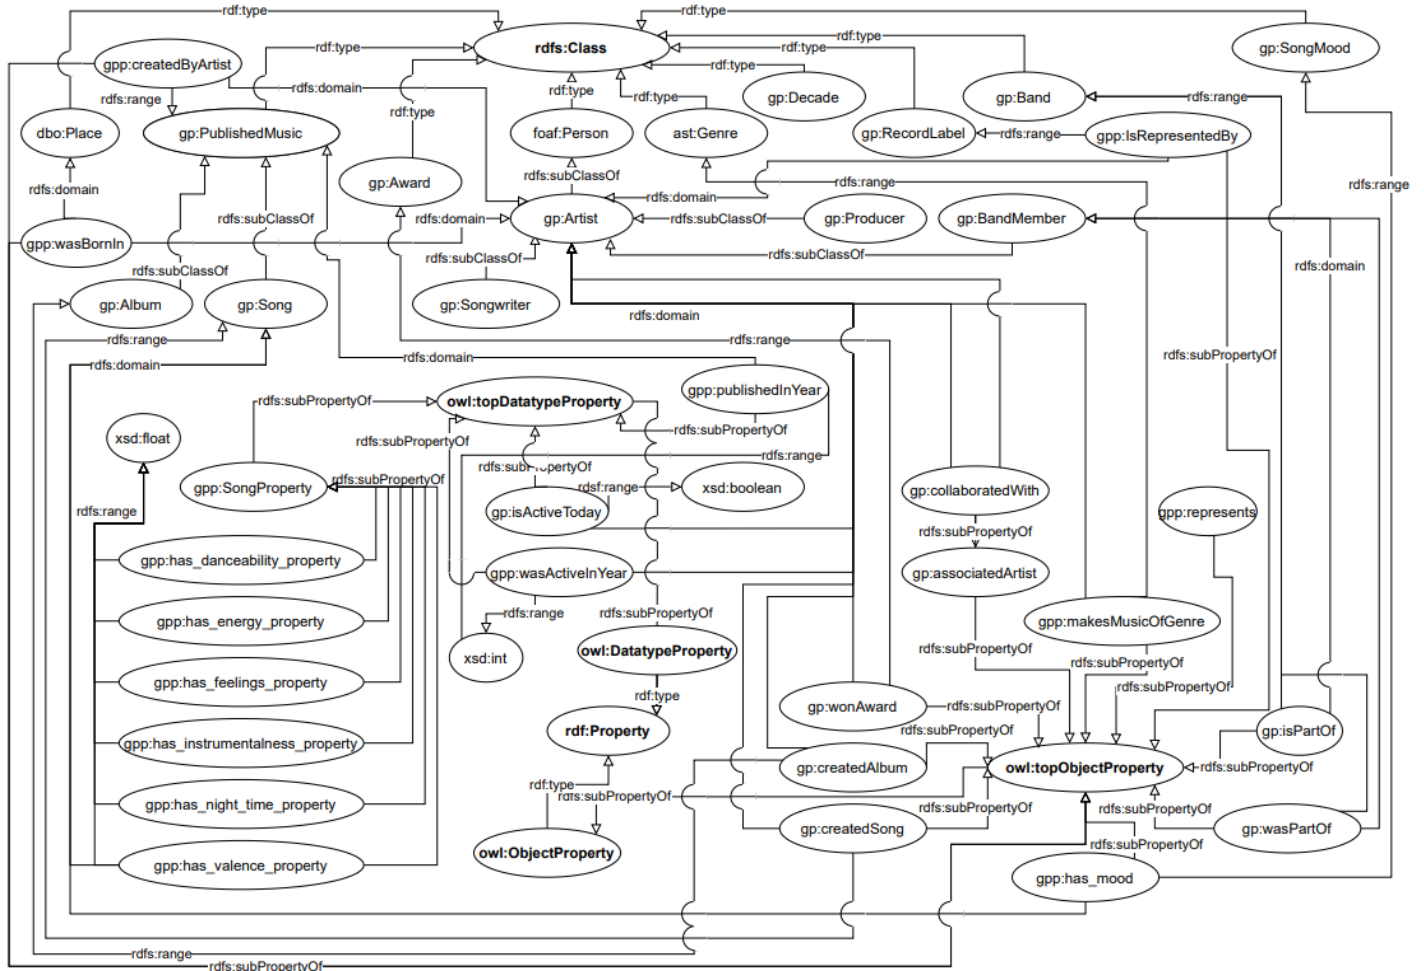 rdf:type
rdf:type
rdfs:Class
gp:SongMood
rdf:type
rdf:type
gpp:createdByArtist
rdf:type
rdfs:domain
gp:Decade
gp:Band
rdfs:range
rdfs:range
rdf:type
rdf:type
rdf:type
dbo:Place
gp:PublishedMusic
foaf:Person
ast:Genre
gp:RecordLabel
rdfs:range
gpp:IsRepresentedBy
rdfs:subClassOf
rdfs:domain
gp:Award
rdfs:range
rdfs:range
rdfs:domain
rdfs:subClassOf
rdfs:domain
gp:Artist
rdfs:subClassOf
gp:Producer
gp:BandMember
gpp:wasBornIn
rdfs:subClassOf
rdfs:subClassOf
rdfs:subClassOf
rdfs:domain
gp:Album
gp:Song
gp:Songwriter
rdfs:domain
rdfs:range
rdfs:range
rdfs:subPropertyOf
rdfs:domain
rdfs:domain
gpp:publishedInYear
rdfs:subPropertyOf
owl:topDatatypeProperty
xsd:float
rdfs:subPropertyOf
rdfs:subPropertyOf
rdfs:range
gpp:SongProperty
rdfs:subPropertyOf
rdsf:range
xsd:boolean
gp:collaboratedWith
rdfs:range
gp:isActiveToday
gpp:represents
rdfs:subPropertyOf
gpp:has_danceability_property
gpp:wasActiveInYear
gp:associatedArtist
rdfs:range
rdfs:subPropertyOf
gpp:has_energy_property
gpp:makesMusicOfGenre
owl:DatatypeProperty
rdfs:subPropertyOf
xsd:int
rdfs:subPropertyOf
gpp:has_feelings_property
rdf:type
rdfs:subPropertyOf
gp:wonAward
rdfs:subPropertyOf
rdf:Property
rdfs:subPropertyOf
gp:isPartOf
gpp:has_instrumentalness_property
gp:createdAlbum
owl:topObjectProperty
rdfs:subPropertyOf
rdf:type
rdfs:subPropertyOf
gpp:has_night_time_property
rdfs:subPropertyOf
rdfs:subPropertyOf
gp:createdSong
gp:wasPartOf
rdfs:subPropertyOf
owl:ObjectProperty
gpp:has_valence_property
gpp:has_mood
rdfs:range
rdfs:subPropertyOf